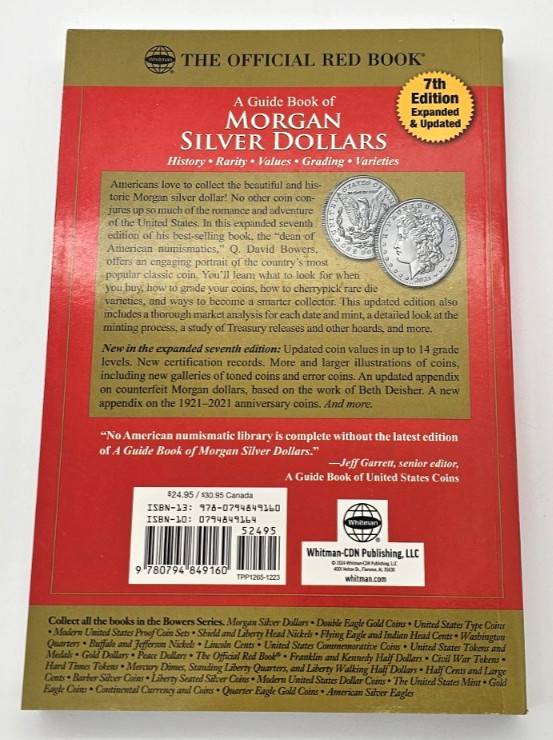 Whitman®
THE OFFICIAL RED BOOK®
A Guide Book of
MORGAN
SILVER DOLLARS
History • Rarity • Values • Grading • Varieties
7th
Edition
Expanded
& Updated
Americans love to collect the beautiful and his-
toric Morgan silver dollar! No other coin con-
jures up so much of the romance and adventure
of the United States. In this expanded seventh
edition of his best-selling book, the “dean of
American numismatics,” Q. David Bowers,
offers an engaging portrait of the country’s most
popular classic coin. You’ll learn what to look for when
you buy, how to grade your coins, how to cherrypick rare die
varieties, and ways to become a smarter collector. This updated edition also
includes a thorough market analysis for each date and mint, a detailed look at the
minting process, a study of Treasury releases and other hoards, and more.
New in the expanded seventh edition: Updated coin values in up to 14 grade
levels. New certification records. More and larger illustrations of coins,
including new galleries of toned coins and error coins. An updated appendix
on counterfeit Morgan dollars, based on the work of Beth Deisher. A new
appendix on the 1921–2021 anniversary coins. And more.
“No American numismatic library is complete without the latest edition
of A Guide Book of Morgan Silver Dollars.”
—Jeff Garrett, senior editor,
A Guide Book of United States Coins
$24.95 / $30.95 Canada
ISBN-13: 978-0794849160
ISBN-10: 0794849164
52495
9 780794 849160
TPP1265-1223
Whitman®
Whitman-CDN Publishing, LLC
© 2024 Whitman-CDN Publishing, LLC
4001 Helton Dr., Florence, AL 35630
whitman.com
Collect all the books in the Bowers Series. Morgan Silver Dollars • Double Eagle Gold Coins • United States Type Coins
• Modern United States Proof Coin Sets • Shield and Liberty Head Nickels • Flying Eagle and Indian Head Cents • Washington
Quarters • Buffalo and Jefferson Nickels • Lincoln Cents • United States Commemorative Coins • United States Tokens and
Medals • Gold Dollars • Peace Dollars • The Official Red Book® • Franklin and Kennedy Half Dollars • Civil War Tokens •
Hard Times Tokens • Mercury Dimes, Standing Liberty Quarters, and Liberty Walking Half Dollars • Half Cents and Large
Cents • Barber Silver Coins • Liberty Seated Silver Coins • Modern United States Dollar Coins • The United States Mint • Gold
Eagle Coins • Continental Currency and Coins • Quarter Eagle Gold Coins • American Silver Eagles